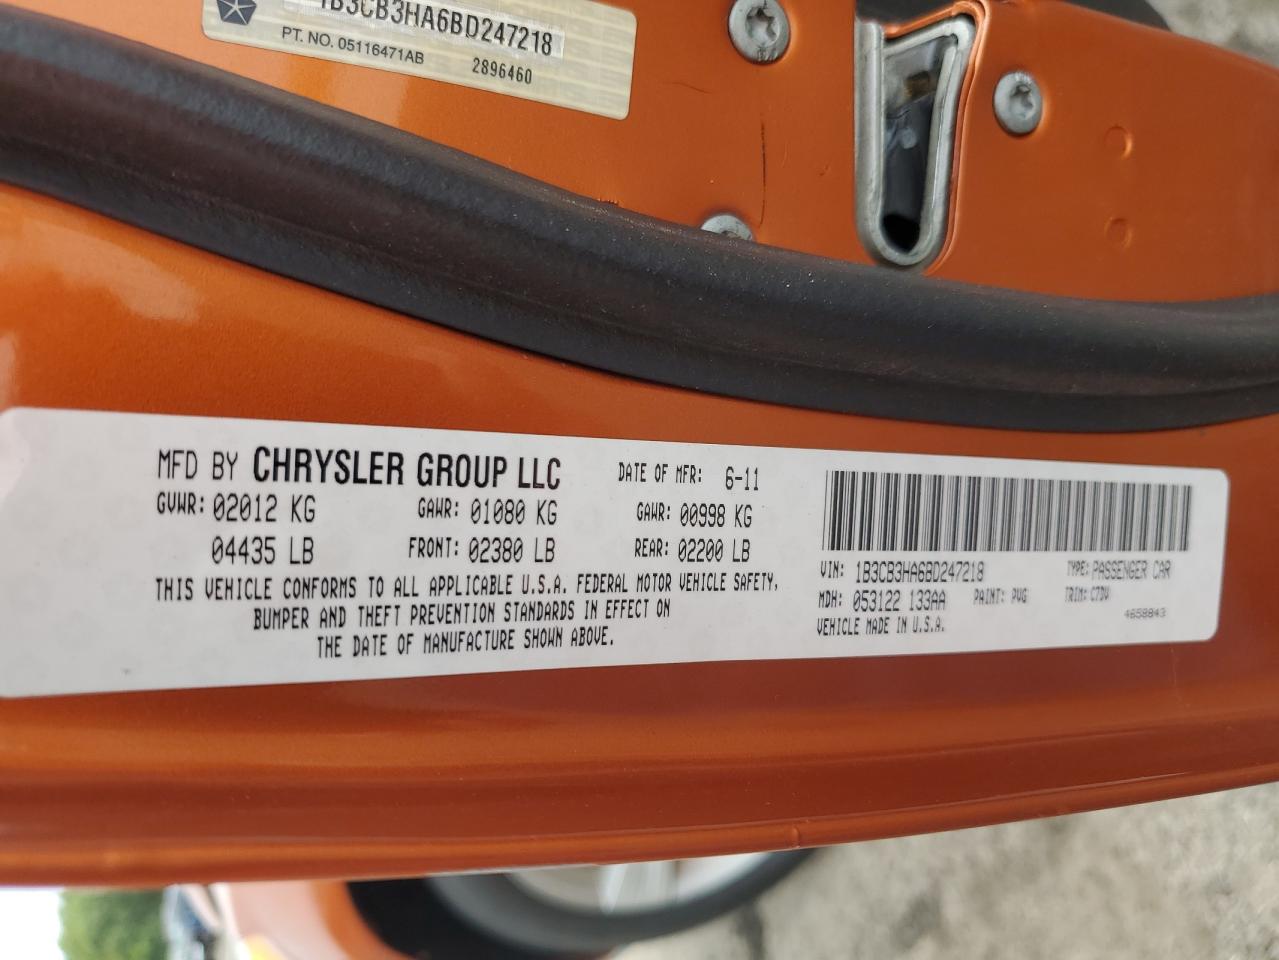 1B3CB3HA6BD247218
PT. NO. 05116471AB 2896460
MFD BY CHRYSLER GROUP LLC DATE OF MFR: 6-11
GVWR: 02012 KG GAWR: 01080 KG GAWR: 00998 KG
04435 LB FRONT: 02380 LB REAR: 02200 LB
THIS VEHICLE CONFORMS TO ALL APPLICABLE U.S.A. FEDERAL MOTOR VEHICLE SAFETY,
BUMPER AND THEFT PREVENTION STANDARDS IN EFFECT ON
THE DATE OF MANUFACTURE SHOWN ABOVE.
VIN: 1B3CB3HA6BD247218 TYPE: PASSENGER CAR
MDH: 053122 133AA PAINT: PVG TRIM: C7DV
4658843
VEHICLE MADE IN U.S.A.